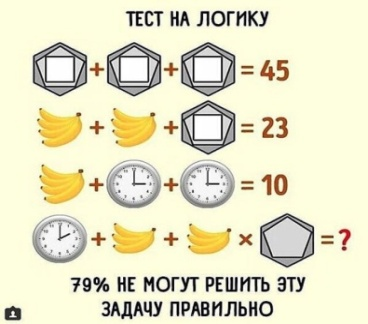 ТЕСТ НА ЛОГИКУ
+ + = 45
+ + = 23
+ + = 10
+ + × = ?
79% НЕ МОГУТ РЕШИТЬ ЭТУ
ЗАДАЧУ ПРАВИЛЬНО